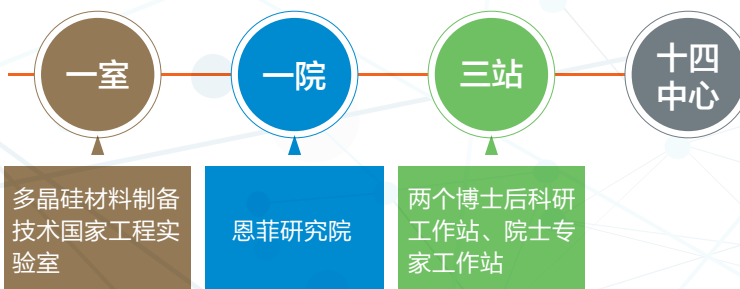 一室
一院
三站
十四
中心
多晶硅材料制备
技术国家工程实
验室
恩菲研究院
两个博士后科研
工作站、院士专
家工作站